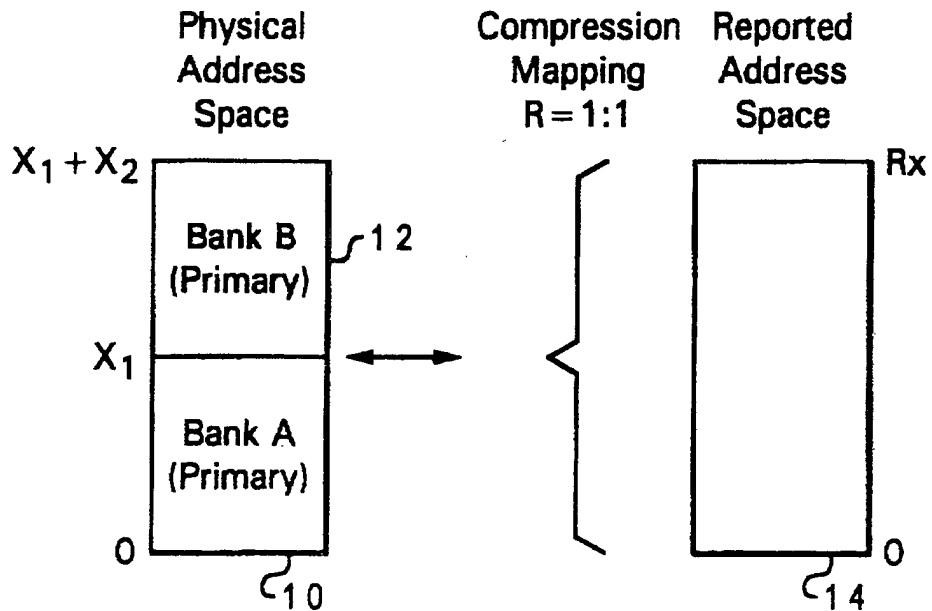 Physical
Address
Space
Compression
Mapping
R = 1:1
Reported
Address
Space
X₁ + X₂
Rx
Bank B
(Primary)
12
X₁
Bank A
(Primary)
0
0
10
14